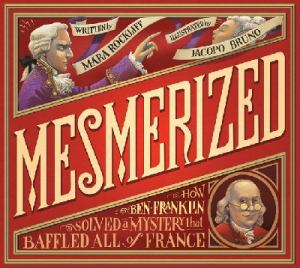 WRITTEN by
MARA ROCKLIFF
ILLUSTRATED by
JACOPO BRUNO
MESMERIZED
HOW
BEN FRANKLIN
SOLVED a MYSTERY that
BAFFLED ALL of FRANCE